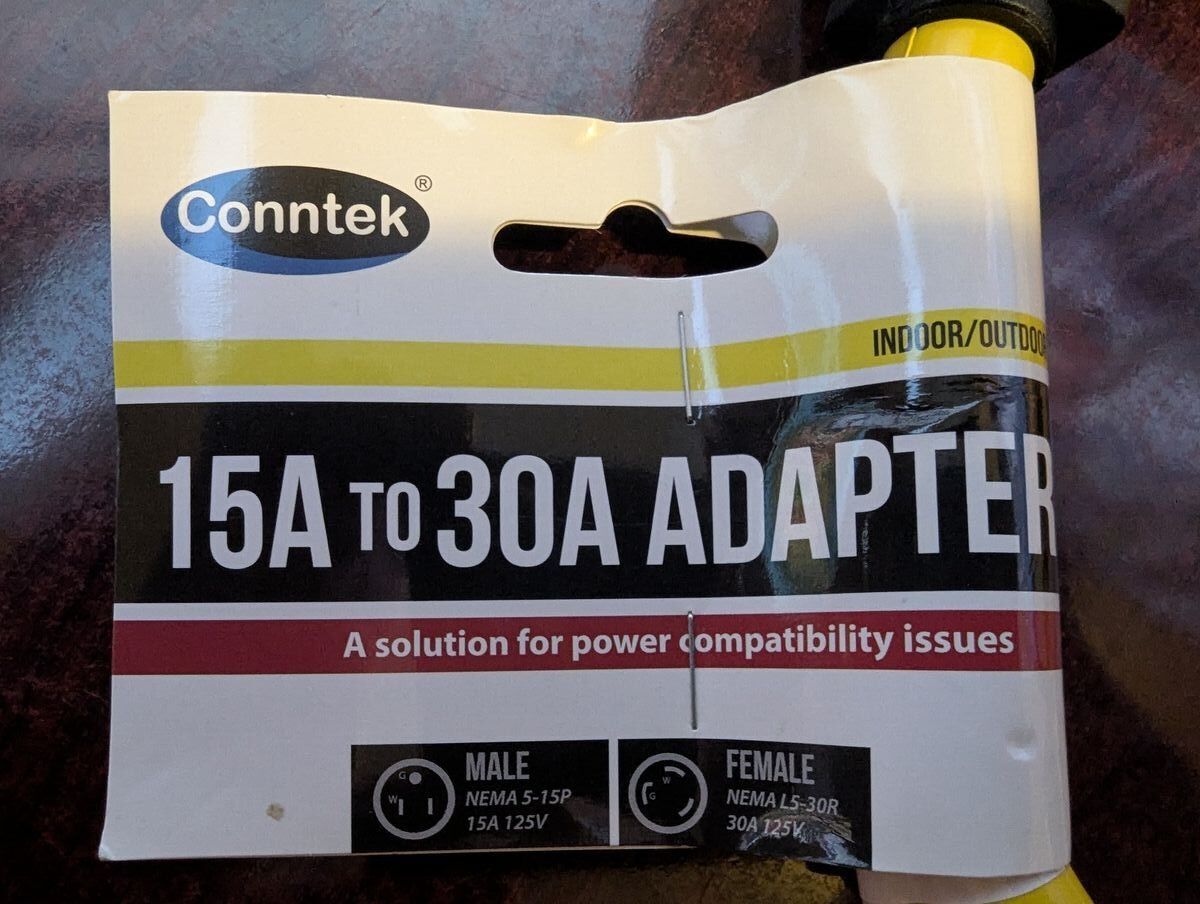 Conntek®
INDOOR/OUTDOO
15A TO 30A ADAPTER
A solution for power compatibility issues
G
W
MALE
NEMA 5-15P
15A 125V
W
G
FEMALE
NEMA L5-30R
30A 125V